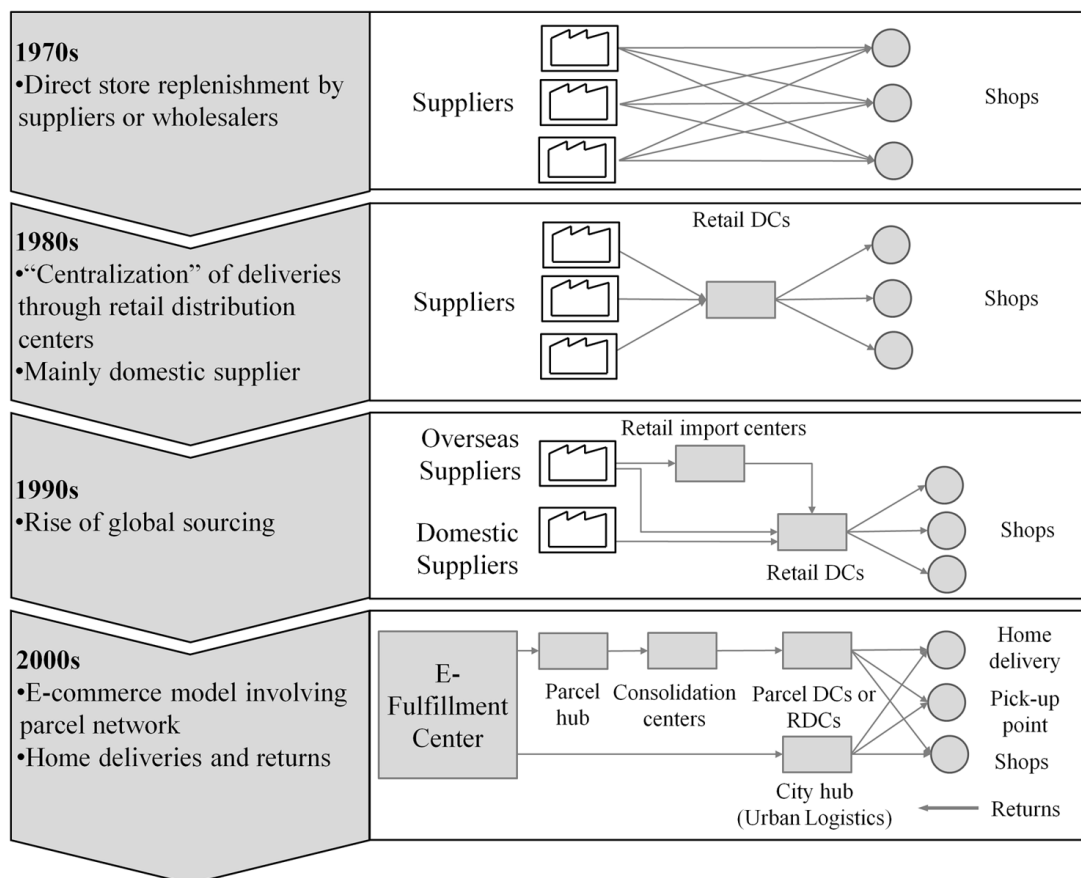 1970s
•Direct store replenishment by
suppliers or wholesalers
Suppliers
Shops
1980s
•“Centralization” of deliveries
through retail distribution
centers
•Mainly domestic supplier
Retail DCs
Suppliers
Shops
1990s
•Rise of global sourcing
Overseas
Suppliers
Retail import centers
Domestic
Suppliers
Retail DCs
Shops
2000s
•E-commerce model involving
parcel network
•Home deliveries and returns
E-
Fulfillment
Center
Parcel
hub
Consolidation
centers
Parcel DCs or
RDCs
City hub
(Urban Logistics)
Home
delivery
Pick-up
point
Shops
Returns